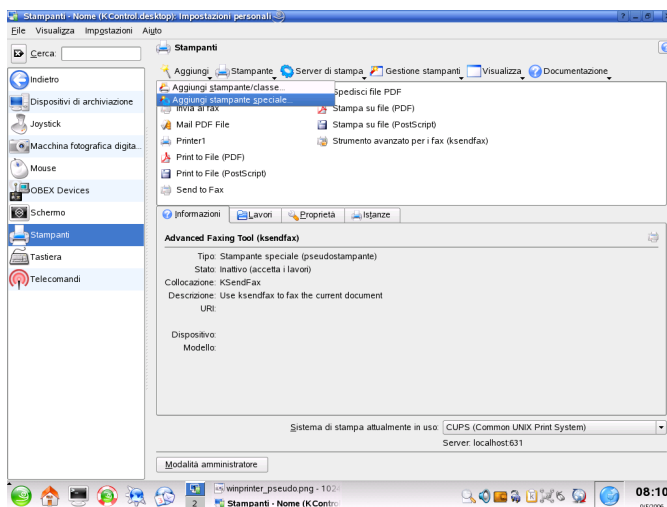 Stampanti - Nome (KControl.desktop): Impostazioni personali
File Visualizza Impostazioni Aiuto
Cerca:
Stampanti
Aggiungi Stampante Server di stampa Gestione stampanti Visualizza Documentazione
Indietro
Dispositivi di archiviazione
Joystick
Macchina fotografica digita...
Mouse
OBEX Devices
Schermo
Stampanti
Tastiera
Telecomandi
Aggiungi stampante/classe...
Aggiungi stampante speciale...
Invia al fax
Mail PDF File
Printer1
Print to File (PDF)
Print to File (PostScript)
Send to Fax
Spedisci file PDF
Stampa su file (PDF)
Stampa su file (PostScript)
Strumento avanzato per i fax (ksendfax)
Informazioni Lavori Proprietà Istanze
Advanced Faxing Tool (ksendfax)
Tipo: Stampante speciale (pseudostampante)
Stato: Inattivo (accetta i lavori)
Collocazione: KSendFax
Descrizione: Use ksendfax to fax the current document
URI:
Dispositivo:
Modello:
Sistema di stampa attualmente in uso: CUPS (Common UNIX Print System)
Server: localhost:631
Modalità amministratore
winprinter_pseudo.png - 102
2 Stampanti - Nome (KContro
08:10